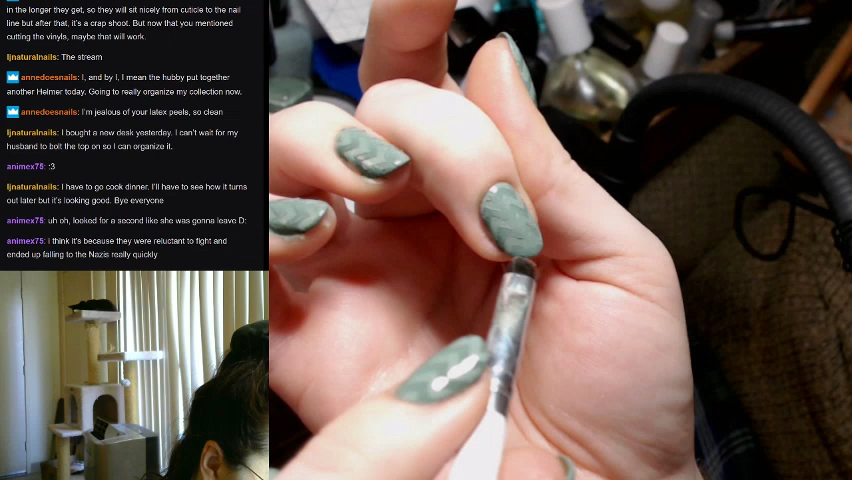 in the longer they get, so they will sit nicely from cuticle to the nail
line but after that, it's a crap shoot. But now that you mentioned
cutting the vinyls, maybe that will work.
ljnaturalnails: The stream
annedoesnails: I, and by I, I mean the hubby put together
another Helmer today. Going to really organize my collection now.
annedoesnails: I'm jealous of your latex peels, so clean
ljnaturalnails: I bought a new desk yesterday. I can't wait for my
husband to bolt the top on so I can organize it.
animex75: :3
ljnaturalnails: I have to go cook dinner. I'll have to see how it turns
out later but it's looking good. Bye everyone
animex75: uh oh, looked for a second like she was gonna leave D:
animex75: i think it's because they were reluctant to fight and
ended up falling to the Nazis really quickly